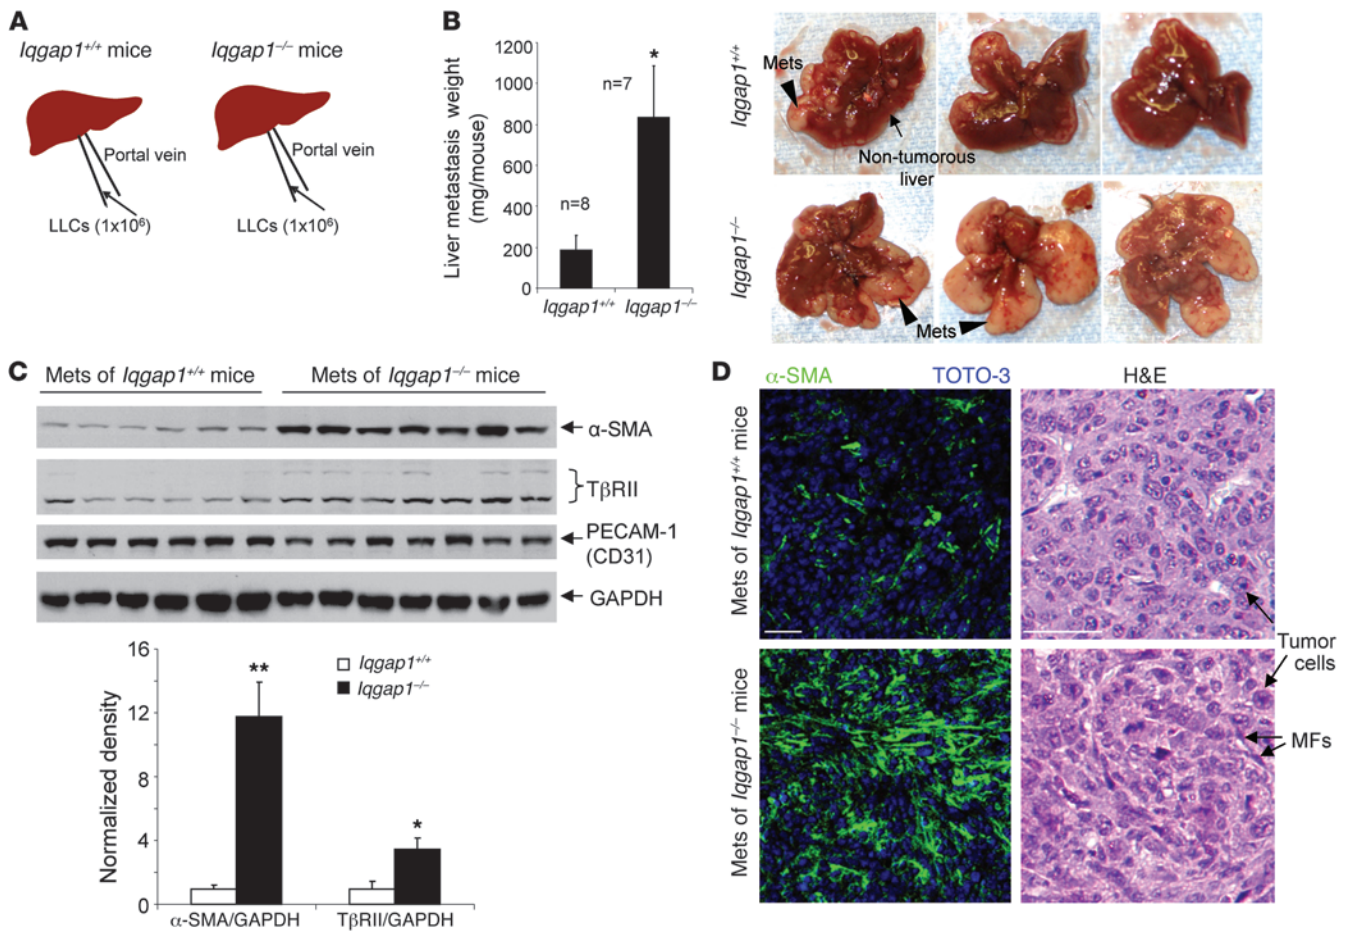 A
Iqgap1+/+ mice
Iqgap1–/– mice
Portal vein
Portal vein
LLCs (1x10⁶)
LLCs (1x10⁶)
B
Liver metastasis weight
(mg/mouse)
1200
1000
800
600
400
200
0
n=8
n=7
*
Iqgap1+/+
Iqgap1–/–
Iqgap1+/+
Iqgap1–/–
Mets
Non-tumorous
liver
Mets
C
Mets of Iqgap1+/+ mice
Mets of Iqgap1–/– mice
α-SMA
TβRII
PECAM-1
(CD31)
GAPDH
Normalized density
16
12
8
4
0
**
*
Iqgap1+/+
Iqgap1–/–
α-SMA/GAPDH
TβRII/GAPDH
D
α-SMA
TOTO-3
H&E
Mets of Iqgap1+/+ mice
Mets of Iqgap1–/– mice
Tumor
cells
MFs